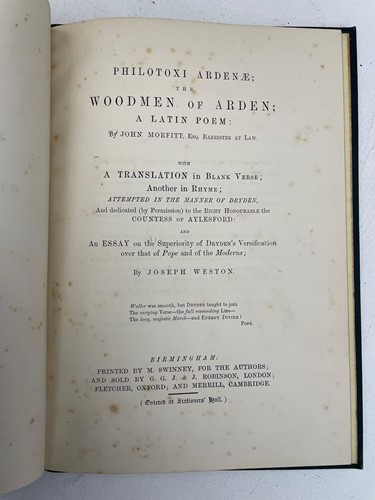 PHILOTOXI ARDENÆ;
THE
WOODMEN OF ARDEN;
A LATIN POEM:
By JOHN MORFITT, Esq. Barrister at Law.
WITH
A TRANSLATION in Blank Verse;
Another in Rhyme;
ATTEMPTED IN THE MANNER OF DRYDEN,
And dedicated (by Permission) to the Right Honourable the
COUNTESS of AYLESFORD:
AND
An ESSAY on the Superiority of Dryden's Versification
over that of Pope and of the Moderns;
By JOSEPH WESTON.
Waller was smooth, but Dryden taught to join
The varying Verse—the full resounding Line—
The long, majestic March—and Energy Divine!
Pope.
BIRMINGHAM:
PRINTED BY M. SWINNEY, FOR THE AUTHORS;
AND SOLD BY G. G. J. & J. ROBINSON, LONDON;
FLETCHER, OXFORD; AND MERRILL, CAMBRIDGE.
(Entered at Stationers' Hall.)